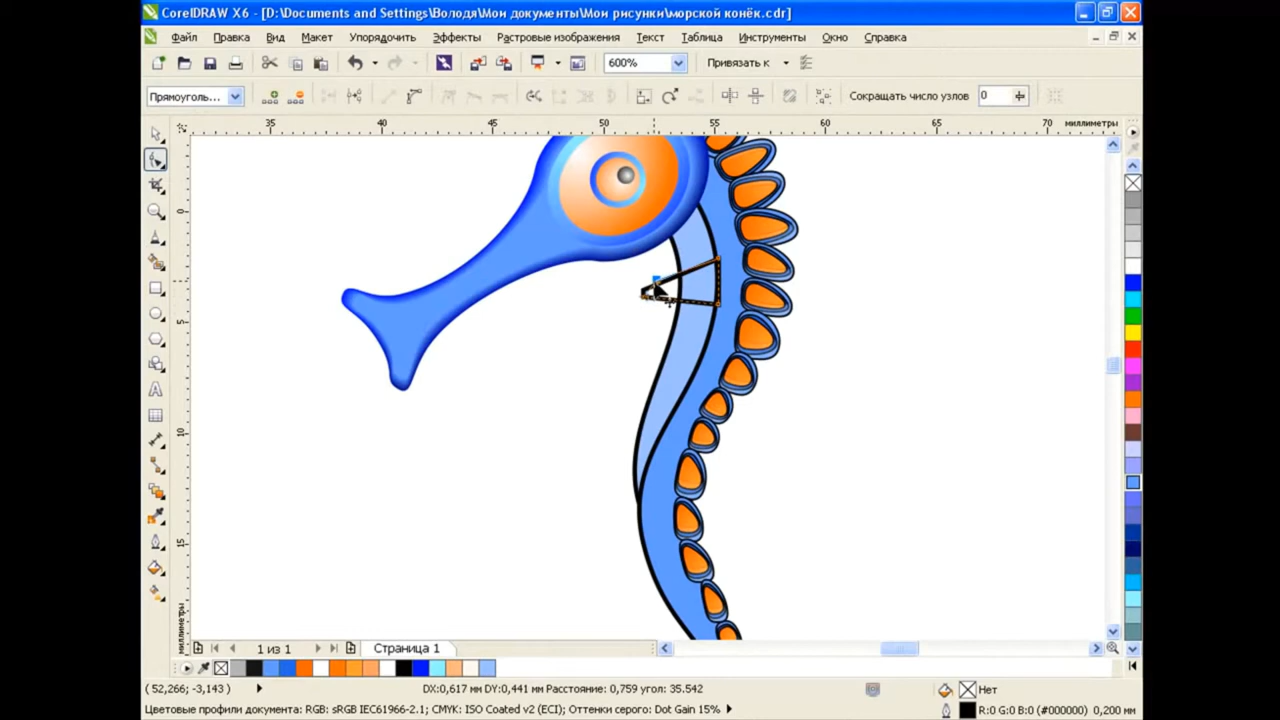 CorelDRAW X6 - [D:\Documents and Settings\Володя\Мои документы\Мои рисунки\морской конёк.cdr]
Файл Правка Вид Макет Упорядочить Эффекты Растровые изображения Текст Таблица Инструменты Окно Справка
600% Привязать к
Прямоуголь... Сокращать число узлов 0
35 40 45 50 55 60 65 70 миллиметры
0
5
10
15
миллиметры
1 из 1 Страница 1
( 52,266; -3,143 ) DX:0,617 мм DY:0,441 мм Расстояние: 0,759 угол: 35.542 Нет
Цветовые профили документа: RGB: sRGB IEC61966-2.1; CMYK: ISO Coated v2 (ECI); Оттенки серого: Dot Gain 15% R:0 G:0 B:0 (#000000) 0,200 мм